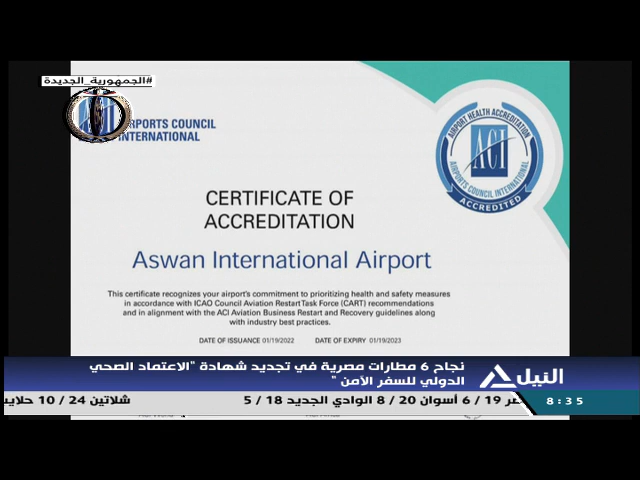 #الجمهورية_الجديدة
AIRPORTS COUNCIL
INTERNATIONAL
AIRPORT HEALTH ACCREDITATION
ACI
AIRPORTS COUNCIL INTERNATIONAL
ACCREDITED
CERTIFICATE OF
ACCREDITATION
Aswan International Airport
This certificate recognizes your airport's commitment to prioritizing health and safety measures
in accordance with ICAO Council Aviation RestartTask Force (CART) recommendations
and in alignment with the ACI Aviation Business Restart and Recovery guidelines along
with industry best practices.
DATE OF ISSUANCE 01/19/2022 DATE OF EXPIRY 01/19/2023
نجاح 6 مطارات مصرية في تجديد شهادة "الاعتماد الصحي
الدولي للسفر الآمن "
النيل
19 / 6 أسوان 20 / 8 الوادي الجديد 18 / 5
شلاتين 24 / 10
8:35